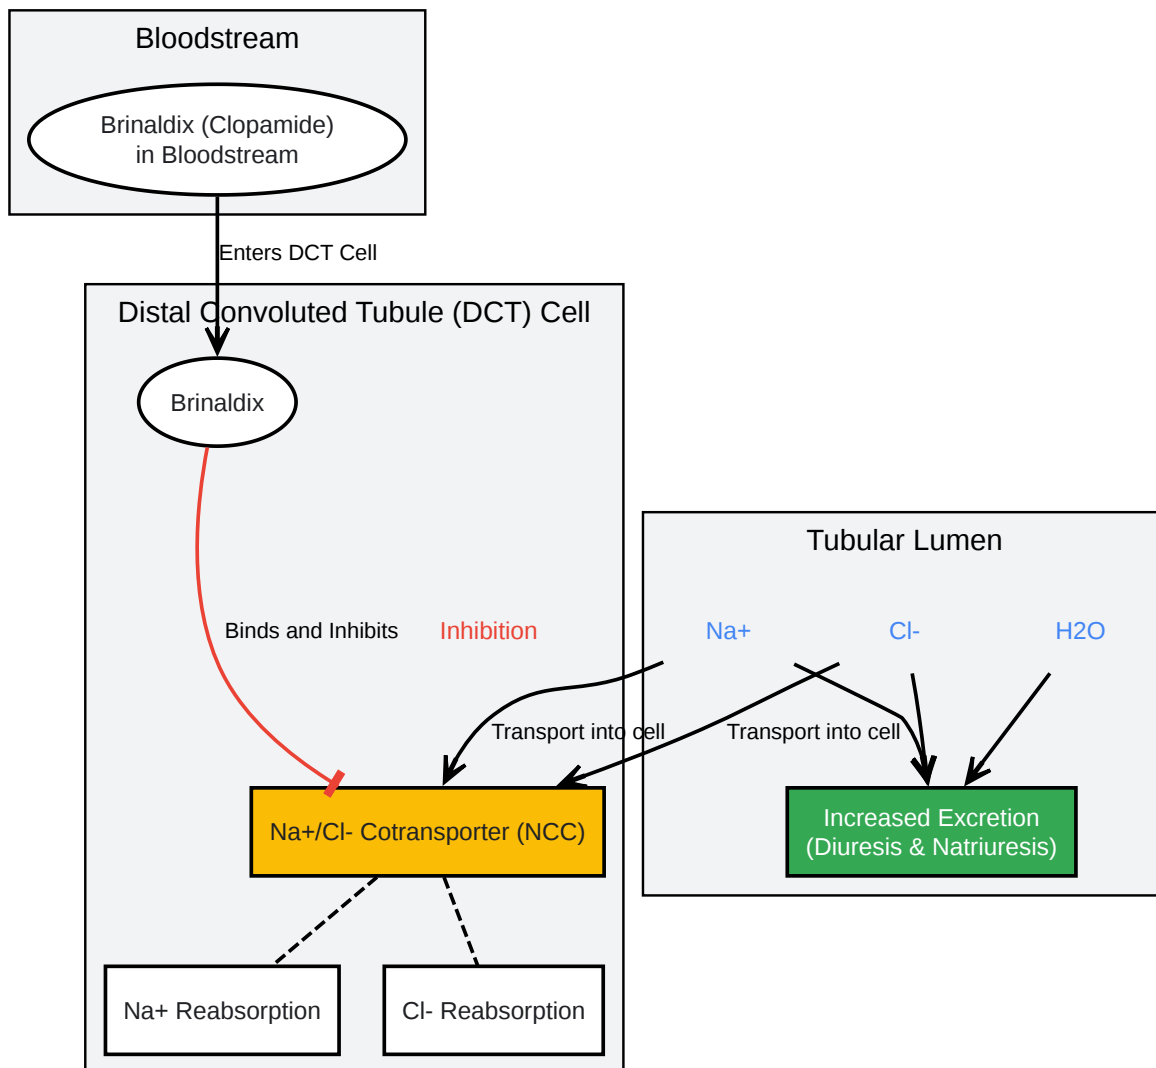 Bloodstream
Brinaldix (Clopamide)
in Bloodstream
Enters DCT Cell
Distal Convoluted Tubule (DCT) Cell
Brinaldix
Tubular Lumen
Binds and Inhibits
Inhibition
Na+
Cl-
H2O
Transport into cell
Transport into cell
Na+/Cl- Cotransporter (NCC)
Increased Excretion
(Diuresis & Natriuresis)
Na+ Reabsorption
Cl- Reabsorption